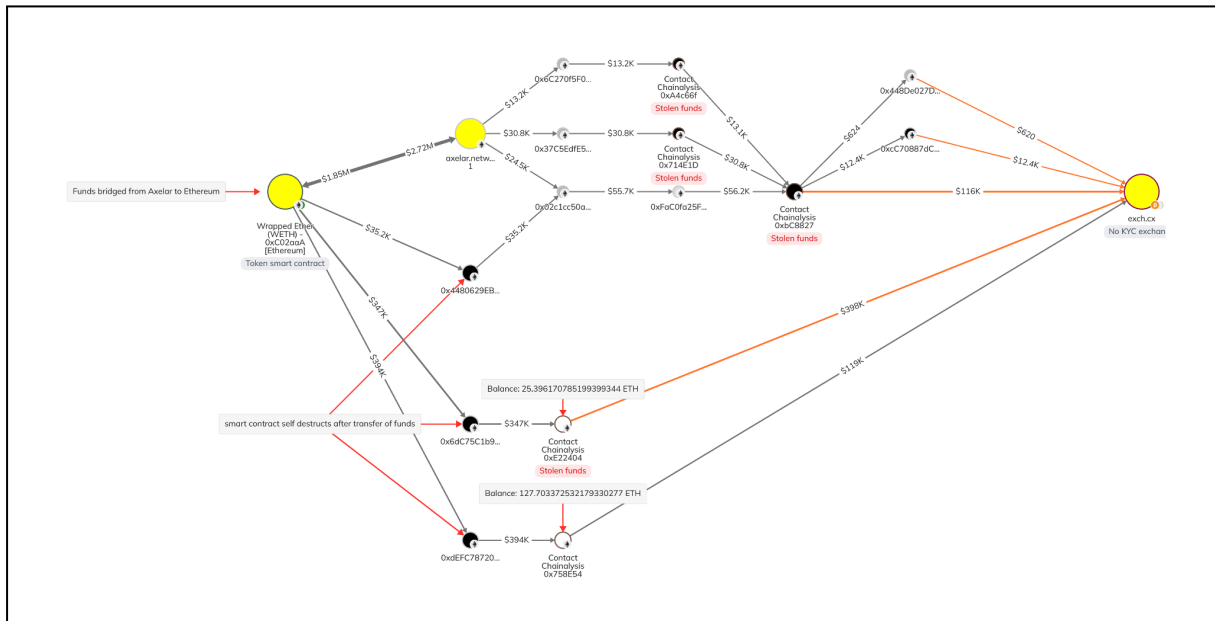 $13.2K
0x6C270f5F0...
$13.2K
Contact
Chainalysis
0xA4c66f
Stolen funds
$13.1K
0x448De027D...
$624
$620
$2.72M
$1.85M
axelar.netw...
1
$30.8K
0x37C5EdfE5...
$30.8K
Contact
Chainalysis
0x714E1D
Stolen funds
$30.8K
0xcC70887dC...
$12.4K
$12.4K
Funds bridged from Axelar to Ethereum
Wrapped Ether
(WETH) -
0xC02aaA
[Ethereum]
Token smart contract
$24.5K
0x02c1cc50a...
$55.7K
0xFaC0fa25F...
$56.2K
Contact
Chainalysis
0xbC8827
Stolen funds
$116K
exch.cx
No KYC exchan
$35.2K
$35.2K
0x4480629EB...
$347K
$394K
$398K
$119K
Balance: 25.396170785199399344 ETH
smart contract self destructs after transfer of funds
0x6dC75C1b9...
$347K
Contact
Chainalysis
0xE22404
Stolen funds
Balance: 127.703372532179330277 ETH
0xdEFC78720...
$394K
Contact
Chainalysis
0x758E54